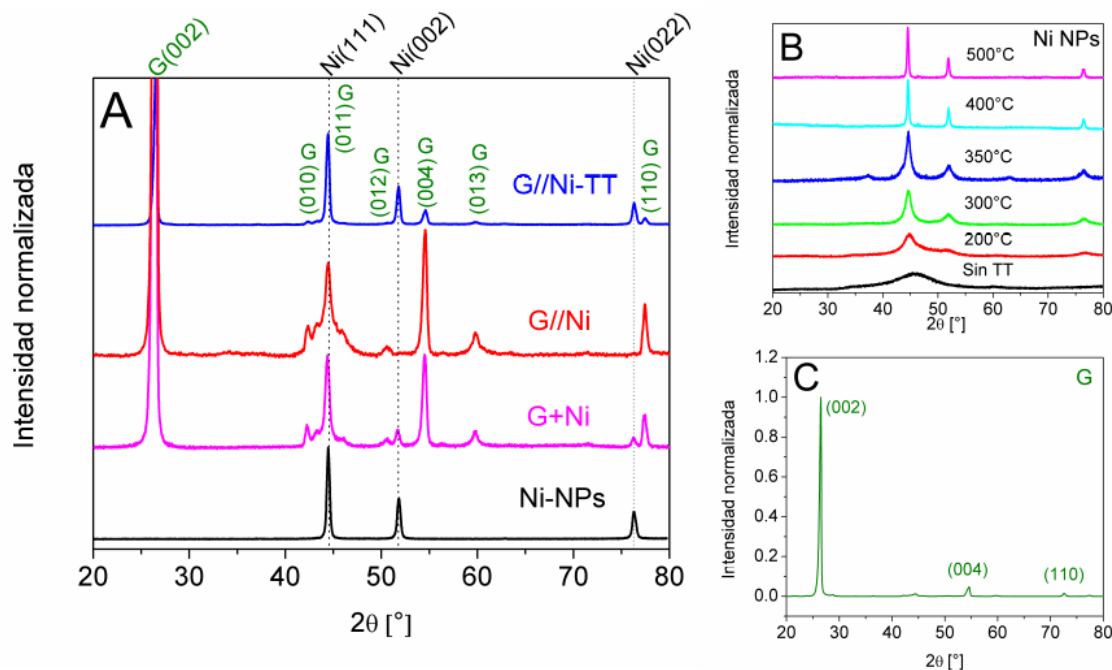 G(002)
Ni(111)
Ni(002)
Ni(022)
A
(010) G
(011) G
(012) G
(004) G
(013) G
(110) G
G//Ni-TT
G//Ni
G+Ni
Ni-NPs
Intensidad normalizada
20 30 40 50 60 70 80
2θ [°]
B
Ni NPs
500°C
400°C
350°C
300°C
200°C
Sin TT
Intensidad normalizada
20 30 40 50 60 70 80
2θ [°]
C
G
1.2
1.0
0.8
0.6
0.4
0.2
0.0
(002)
(004)
(110)
Intensidad normalizada
20 30 40 50 60 70 80
2θ [°]